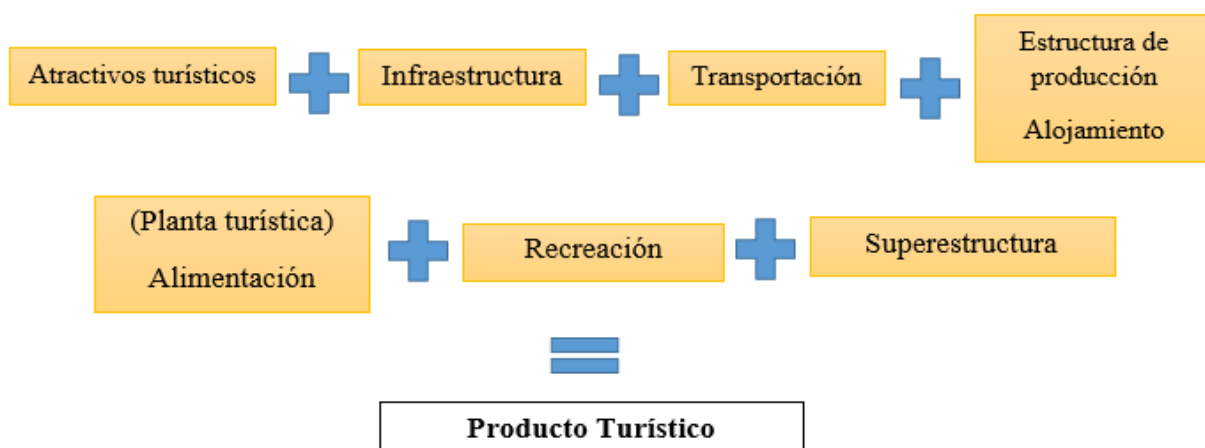 Atractivos turísticos
Infraestructura
Transportación
Estructura de
producción
Alojamiento
(Planta turística)
Alimentación
Recreación
Superestructura
Producto Turístico